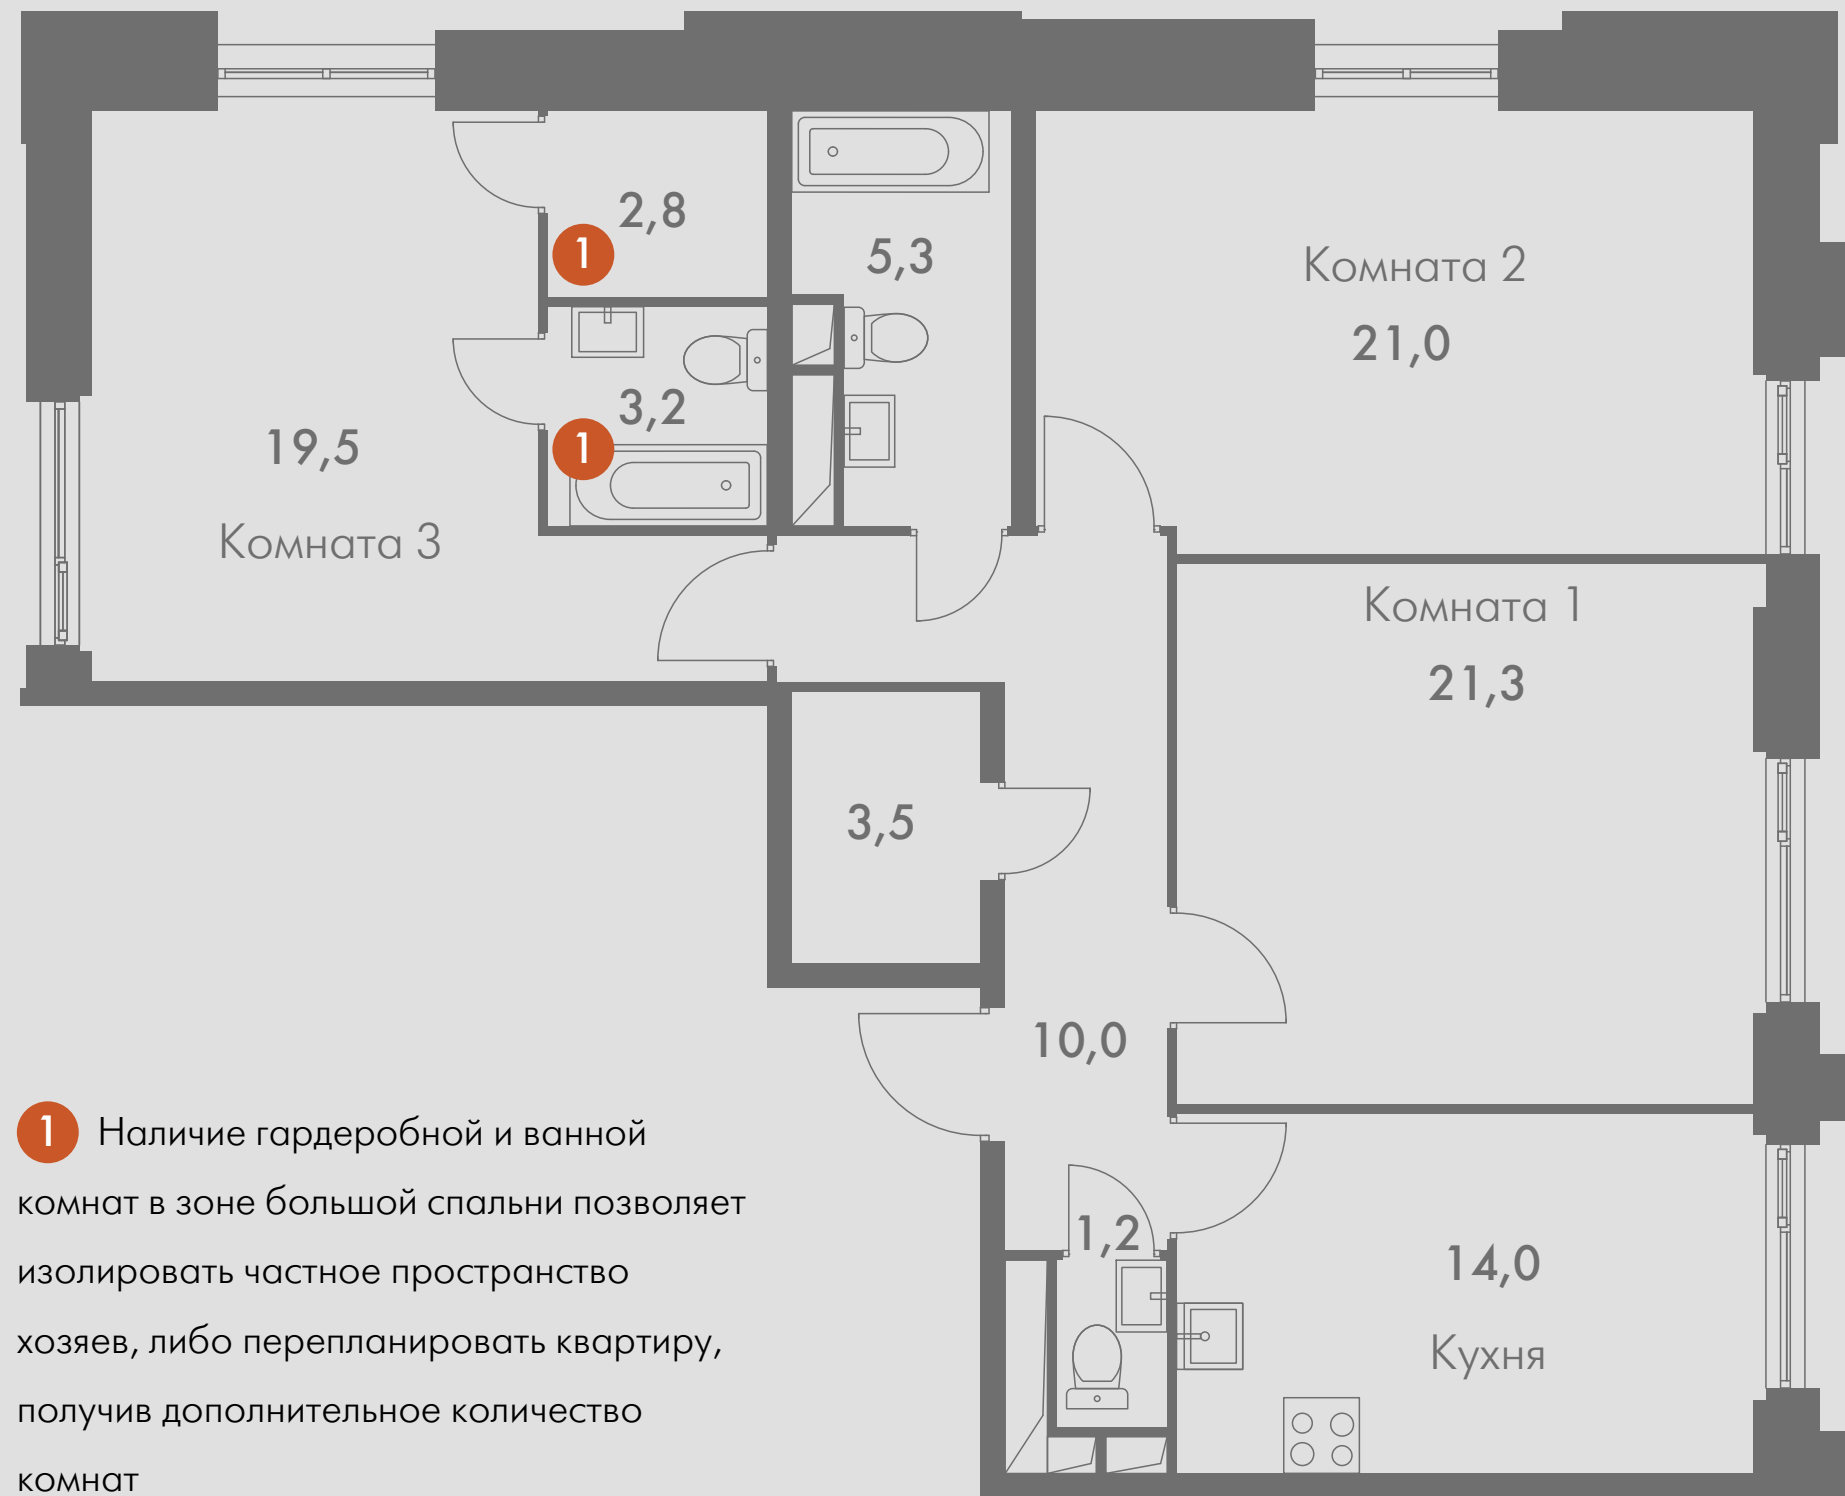 2,8
1
5,3
Комната 2
21,0
3,2
1
19,5
Комната 3
Комната 1
21,3
3,5
10,0
1,2
14,0
Кухня
1 Наличие гардеробной и ванной
комнат в зоне большой спальни позволяет
изолировать частное пространство
хозяев, либо перепланировать квартиру,
получив дополнительное количество
комнат